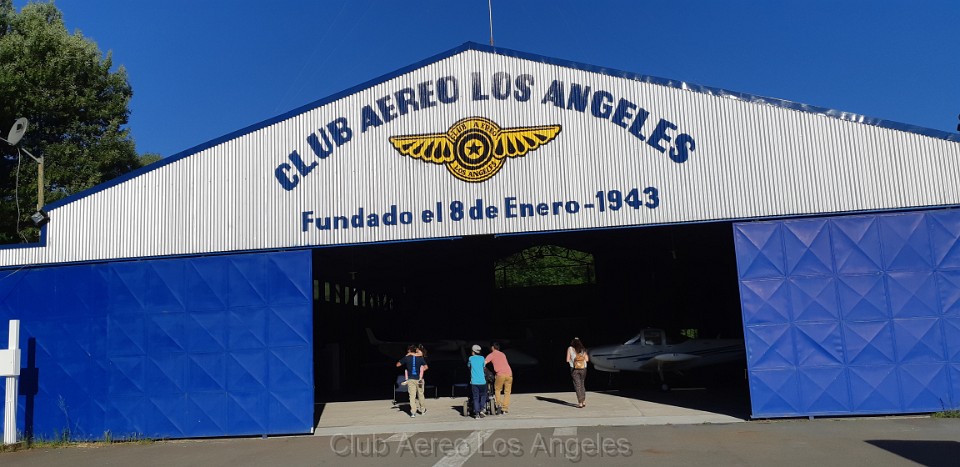 CLUB AEREO LOS ANGELES
CLUB AEREO
LOS ANGELES
Fundado el 8 de Enero-1943
Club Aereo Los Angeles